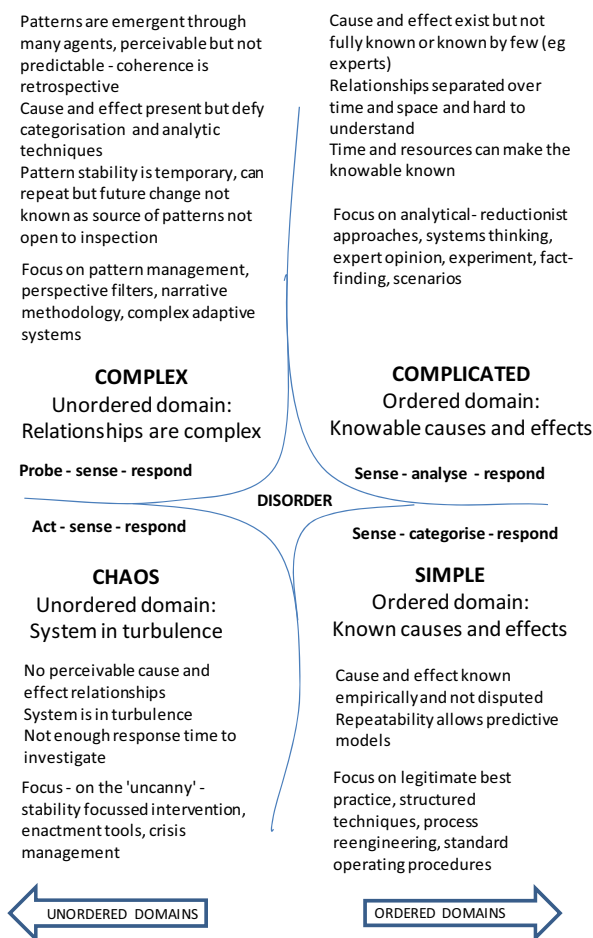 Patterns are emergent through
many agents, perceivable but not
predictable - coherence is
retrospective
Cause and effect present but defy
categorisation and analytic
techniques
Pattern stability is temporary, can
repeat but future change not
known as source of patterns not
open to inspection
Focus on pattern management,
perspective filters, narrative
methodology, complex adaptive
systems
COMPLEX
Unordered domain:
Relationships are complex
Probe - sense - respond
Cause and effect exist but not
fully known or known by few (eg
experts)
Relationships separated over
time and space and hard to
understand
Time and resources can make the
knowable known
Focus on analytical- reductionist
approaches, systems thinking,
expert opinion, experiment, fact-
finding, scenarios
COMPLICATED
Ordered domain:
Knowable causes and effects
Sense - analyse - respond
DISORDER
Act - sense - respond
CHAOS
Unordered domain:
System in turbulence
No perceivable cause and
effect relationships
System is in turbulence
Not enough response time to
investigate
Focus - on the 'uncanny' -
stability focussed intervention,
enactment tools, crisis
management
Sense - categorise - respond
SIMPLE
Ordered domain:
Known causes and effects
Cause and effect known
empirically and not disputed
Repeatability allows predictive
models
Focus on legitimate best
practice, structured
techniques, process
reengineering, standard
operating procedures
UNORDERED DOMAINS
ORDERED DOMAINS